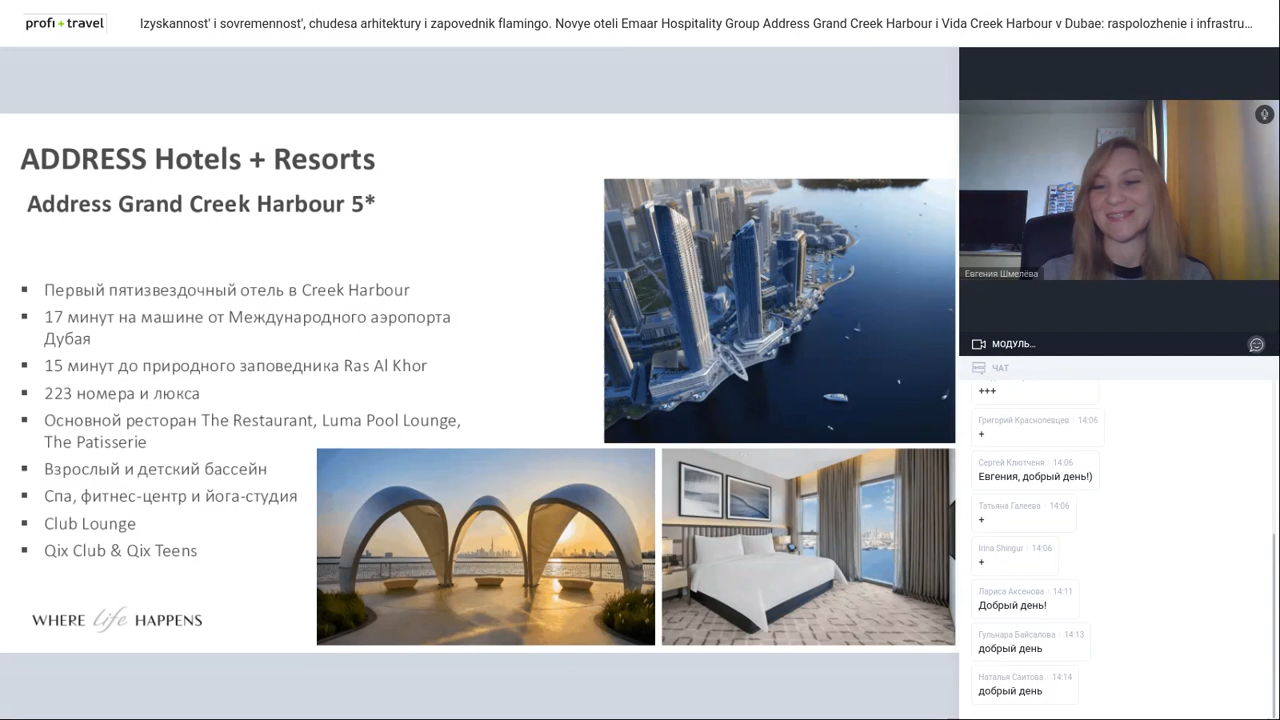 profi+travel
Izyskannost' i sovremennost', chudesa arhitektury i zapovednik flamingo. Novye oteli Emaar Hospitality Group Address Grand Creek Harbour i Vida Creek Harbour v Dubae: raspolozhenie i infrastru...
ADDRESS Hotels + Resorts
Address Grand Creek Harbour 5*
▪ Первый пятизвездочный отель в Creek Harbour
▪ 17 минут на машине от Международного аэропорта
Дубая
▪ 15 минут до природного заповедника Ras Al Khor
▪ 223 номера и люкса
▪ Основной ресторан The Restaurant, Luma Pool Lounge,
The Patisserie
▪ Взрослый и детский бассейн
▪ Спа, фитнес-центр и йога-студия
▪ Club Lounge
▪ Qix Club & Qix Teens
WHERE life HAPPENS
Евгения Шмелёва
МОДУЛЬ...
ЧАТ
+++
Григорий Краснопевцев 14:06
+
Сергей Клютченя 14:06
Евгения, добрый день!)
Татьяна Галеева 14:06
+
Irina Shingur 14:06
+
Лариса Аксенова 14:11
Добрый день!
Гульнара Байсалова 14:13
добрый день
Наталья Саитова 14:14
добрый день